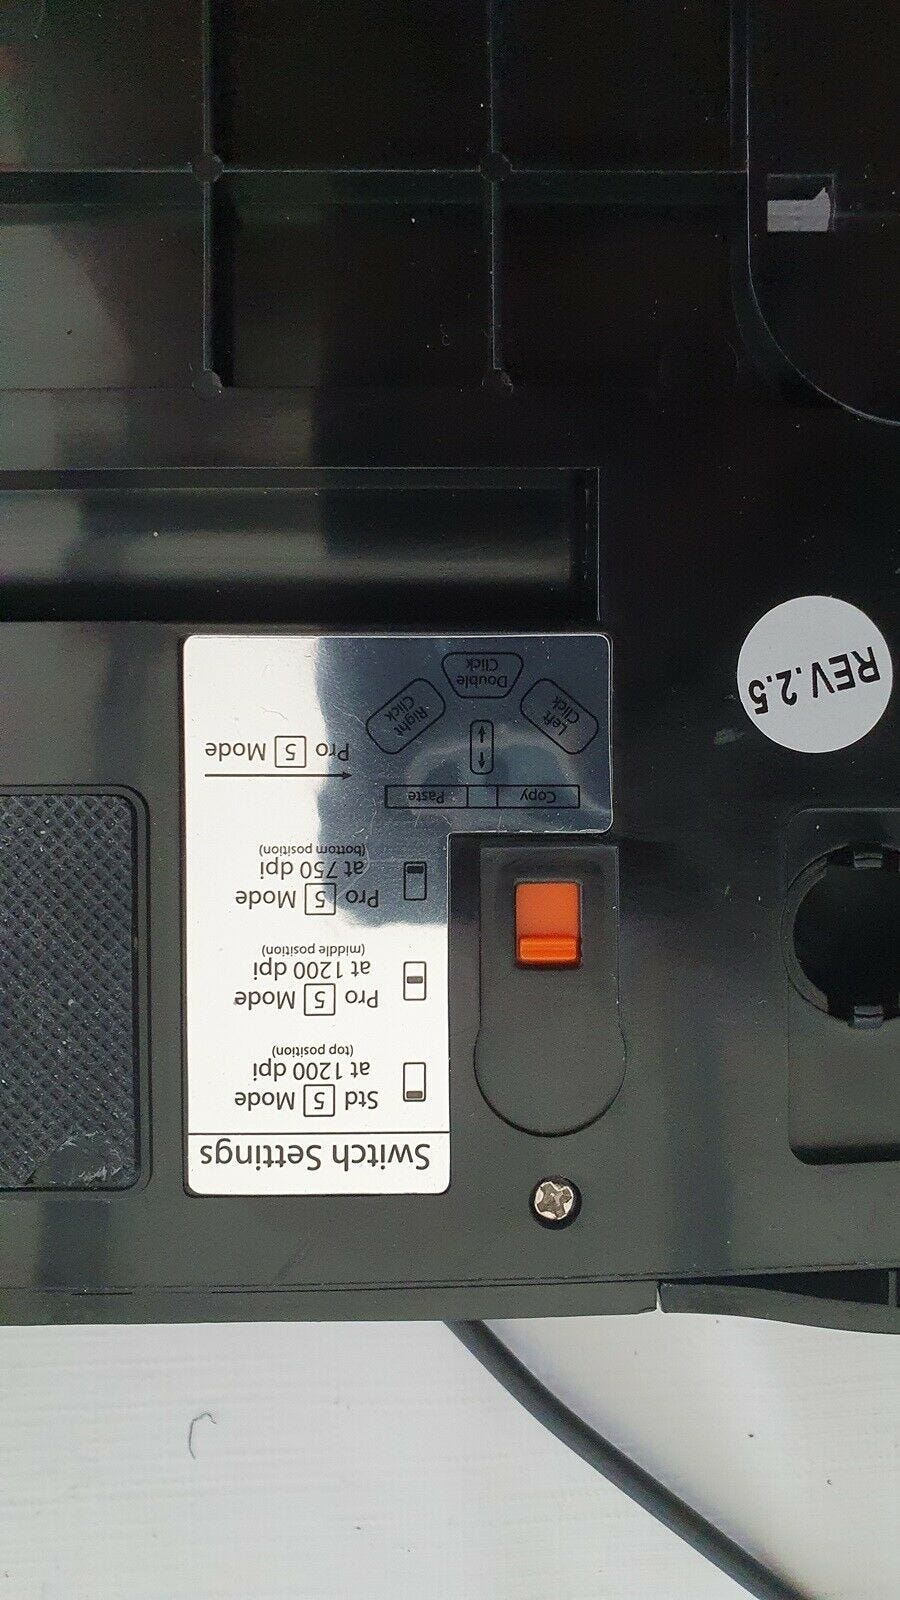 Switch Settings
Std 5 Mode
at 1200 dpi
(top position)
Pro 5 Mode
at 1200 dpi
(middle position)
Pro 5 Mode
at 750 dpi
(bottom position)
Pro 5 Mode
Copy
Paste
Left
Click
Double
Click
Right
Click
REV.2.5